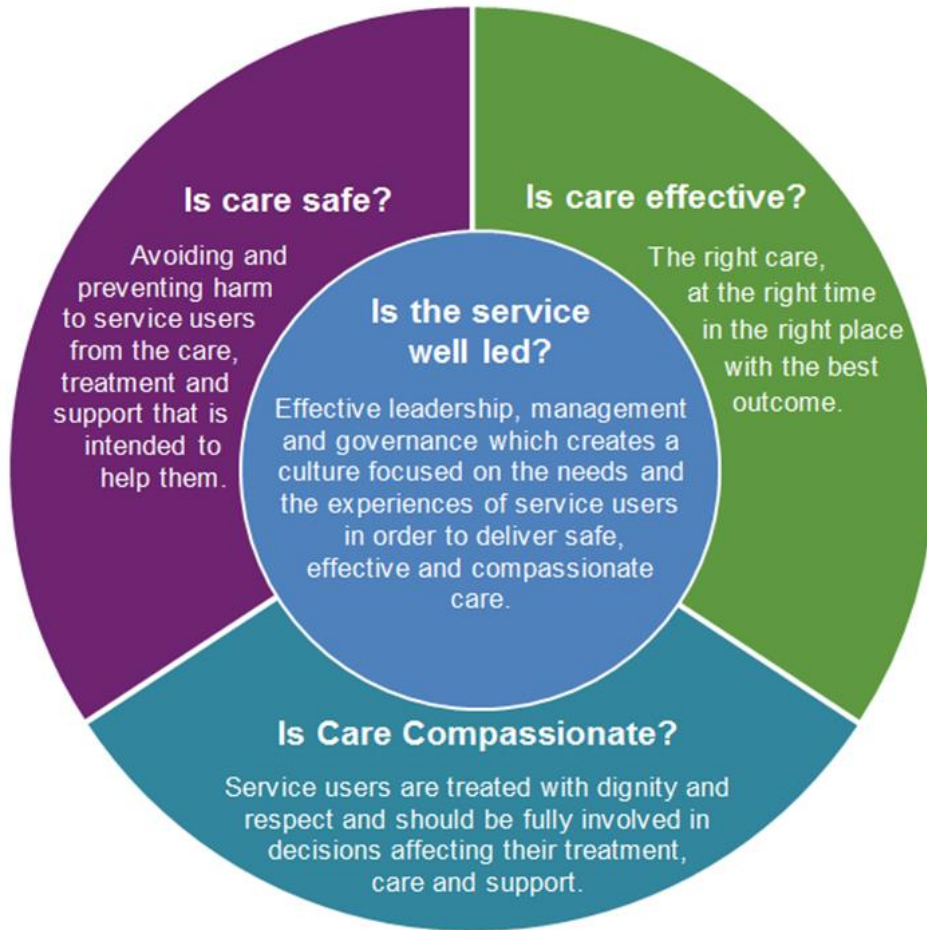 Is care safe?
Avoiding and
preventing harm
to service users
from the care,
treatment and
support that is
intended to
help them.
Is care effective?
The right care,
at the right time
in the right place
with the best
outcome.
Is the service
well led?
Effective leadership, management
and governance which creates a
culture focused on the needs and
the experiences of service users
in order to deliver safe,
effective and compassionate
care.
Is Care Compassionate?
Service users are treated with dignity and
respect and should be fully involved in
decisions affecting their treatment,
care and support.